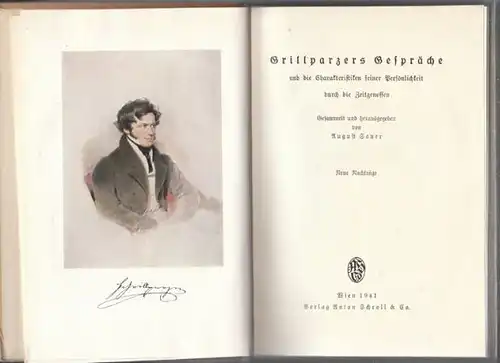 Grillparzers Gespräche
und die Charakteristiken seiner Persönlichkeit
durch die Zeitgenossen
Gesammelt und herausgegeben
von
August Sauer
Neue Nachträge
Wien 1941
Verlag Anton Schroll & Co.